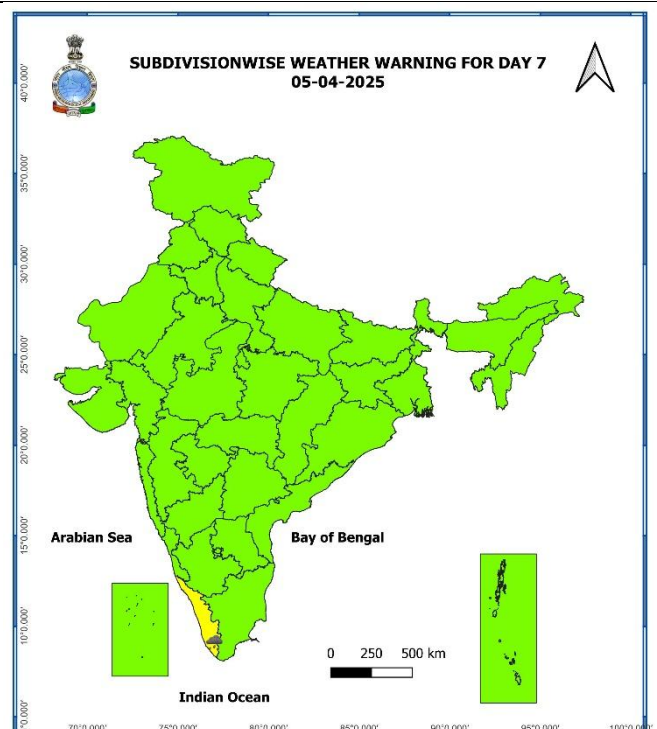 SUBDIVISIONWISE WEATHER WARNING FOR DAY 7
05-04-2025
40°0.000'
35°0.000'
30°0.000'
25°0.000'
20°0.000'
15°0.000'
10°0.000'
Arabian Sea
Bay of Bengal
0 250 500 km
Indian Ocean
70°0.000' 75°0.000' 80°0.000' 85°0.000' 90°0.000' 95°0.000' 100°0.000'